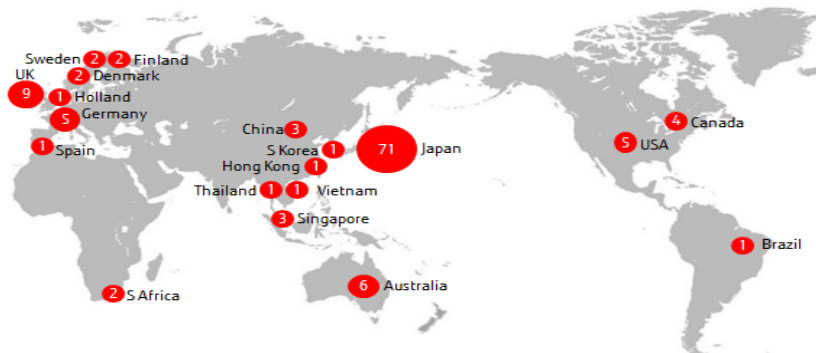 Sweden 2 2 Finland
UK 2 Denmark
9 1 Holland
5 Germany
1 Spain
China 3
S Korea 1 71 Japan
Hong Kong 1
Thailand 1 1 Vietnam
3 Singapore
2 S Africa
6 Australia
4 Canada
5 USA
1 Brazil